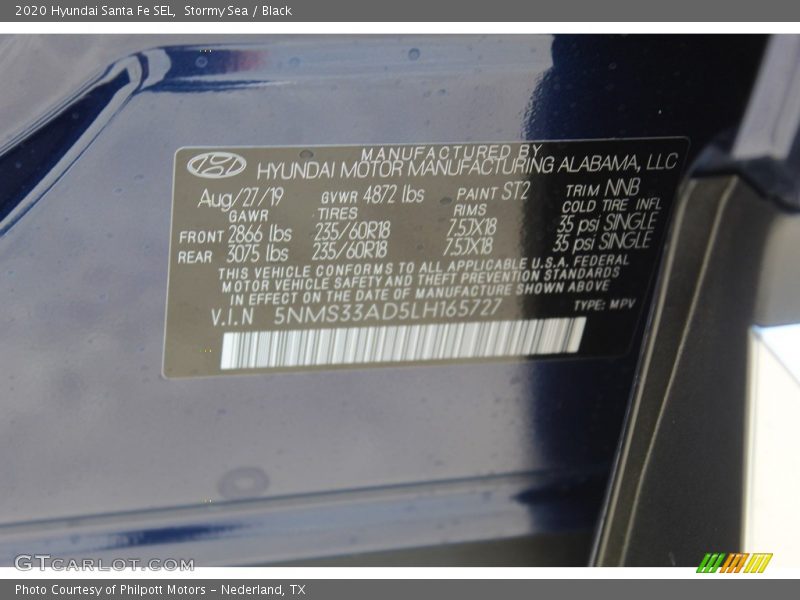 2020 Hyundai Santa Fe SEL,  Stormy Sea / Black
MANUFACTURED BY
HYUNDAI MOTOR MANUFACTURING ALABAMA, LLC
Aug/27/19 GVWR 4872 lbs PAINT ST2 TRIM NNB
GAWR TIRES RIMS COLD TIRE INFL
FRONT 2866 lbs 235/60R18 7.5JX18 35 psi SINGLE
REAR 3075 lbs 235/60R18 7.5JX18 35 psi SINGLE
THIS VEHICLE CONFORMS TO ALL APPLICABLE U.S.A. FEDERAL
MOTOR VEHICLE SAFETY AND THEFT PREVENTION STANDARDS
IN EFFECT ON THE DATE OF MANUFACTURE SHOWN ABOVE
V.I.N 5NMS33AD5LH165727 TYPE: MPV
GTCARLOT.COM
Photo Courtesy of Philpott Motors - Nederland, TX